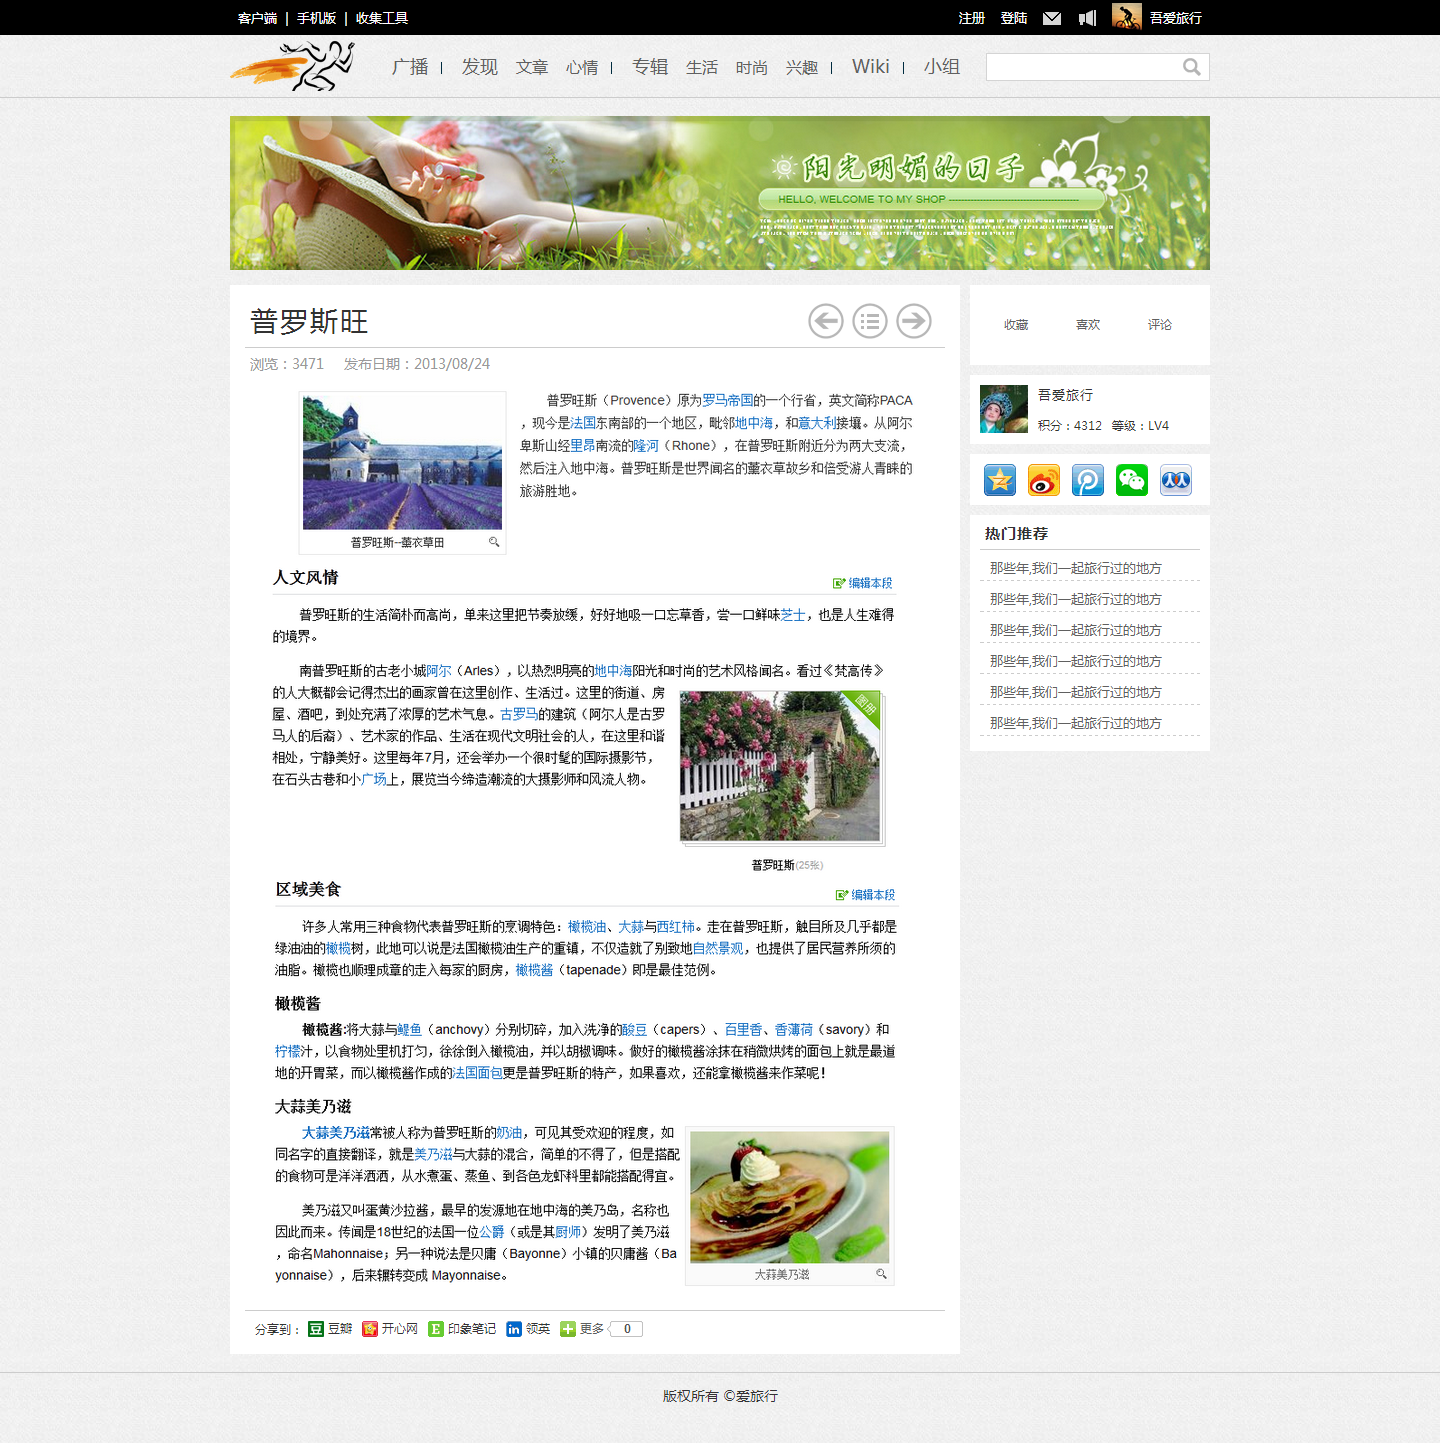 客户端 | 手机版 | 收集工具
注册 登陆 吾爱旅行
广播 | 发现 文章 心情 | 专辑 生活 时尚 兴趣 | Wiki | 小组
阳光明媚的日子
HELLO, WELCOME TO MY SHOP
普罗斯旺
浏览：3471 发布日期：2013/08/24
普罗旺斯（Provence）原为罗马帝国的一个行省，英文简称PACA
，现今是法国东南部的一个地区，毗邻地中海，和意大利接壤。从阿尔
卑斯山经里昂南流的隆河（Rhone），在普罗旺斯附近分为两大支流，
然后注入地中海。普罗旺斯是世界闻名的薰衣草故乡和倍受游人青睐的
旅游胜地。
普罗旺斯--薰衣草田
人文风情
编辑本段
普罗旺斯的生活简朴而高尚，单来这里把节奏放缓，好好地吸一口忘草香，尝一口鲜味芝士，也是人生难得
的境界。
南普罗旺斯的古老小城阿尔（Arles），以热烈明亮的地中海阳光和时尚的艺术风格闻名。看过《梵高传》
的人大概都会记得杰出的画家曾在这里创作、生活过。这里的街道、房
屋、酒吧，到处充满了浓厚的艺术气息。古罗马的建筑（阿尔人是古罗
马人的后裔）、艺术家的作品、生活在现代文明社会的人，在这里和谐
相处，宁静美好。这里每年7月，还会举办一个很时髦的国际摄影节，
在石头古巷和小广场上，展览当今缔造潮流的大摄影师和风流人物。
图册
普罗旺斯(25张)
区域美食
编辑本段
许多人常用三种食物代表普罗旺斯的烹调特色：橄榄油、大蒜与西红柿。走在普罗旺斯，触目所及几乎都是
绿油油的橄榄树，此地可以说是法国橄榄油生产的重镇，不仅造就了别致地自然景观，也提供了居民营养所须的
油脂。橄榄也顺理成章的走入每家的厨房，橄榄酱（tapenade）即是最佳范例。
橄榄酱
橄榄酱:将大蒜与鳀鱼（anchovy）分别切碎，加入洗净的酸豆（capers）、百里香、香薄荷（savory）和
柠檬汁，以食物处里机打匀，徐徐倒入橄榄油，并以胡椒调味。做好的橄榄酱涂抹在稍微烘烤的面包上就是最道
地的开胃菜，而以橄榄酱作成的法国面包更是普罗旺斯的特产，如果喜欢，还能拿橄榄酱来作菜呢！
大蒜美乃滋
大蒜美乃滋常被人称为普罗旺斯的奶油，可见其受欢迎的程度，如
同名字的直接翻译，就是美乃滋与大蒜的混合，简单的不得了，但是搭配
的食物可是洋洋洒洒，从水煮蛋、蒸鱼、到各色龙虾料里都能搭配得宜。
美乃滋又叫蛋黄沙拉酱，最早的发源地在地中海的美乃岛，名称也
因此而来。传闻是18世纪的法国一位公爵（或是其厨师）发明了美乃滋
，命名Mahonnaise；另一种说法是贝庸（Bayonne）小镇的贝庸酱（Ba
yonnaise），后来辗转变成 Mayonnaise。
大蒜美乃滋
分享到： 豆瓣 开心网 印象笔记 领英 更多 0
收藏 喜欢 评论
吾爱旅行
积分：4312 等级：LV4
热门推荐
那些年,我们一起旅行过的地方
那些年,我们一起旅行过的地方
那些年,我们一起旅行过的地方
那些年,我们一起旅行过的地方
那些年,我们一起旅行过的地方
那些年,我们一起旅行过的地方
版权所有 ©爱旅行